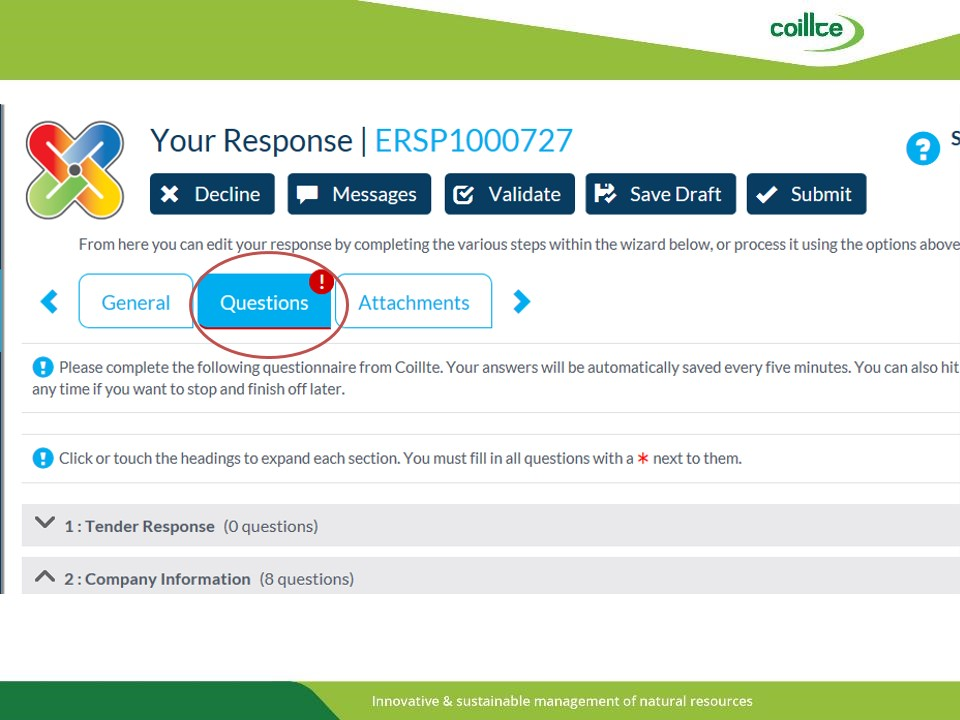 coillte
Your Response | ERSP1000727
S
Decline Messages Validate Save Draft Submit
From here you can edit your response by completing the various steps within the wizard below, or process it using the options above
General Questions Attachments
Please complete the following questionnaire from Coillte. Your answers will be automatically saved every five minutes. You can also hit
any time if you want to stop and finish off later.
Click or touch the headings to expand each section. You must fill in all questions with a * next to them.
1 : Tender Response (0 questions)
2 : Company Information (8 questions)
Innovative & sustainable management of natural resources